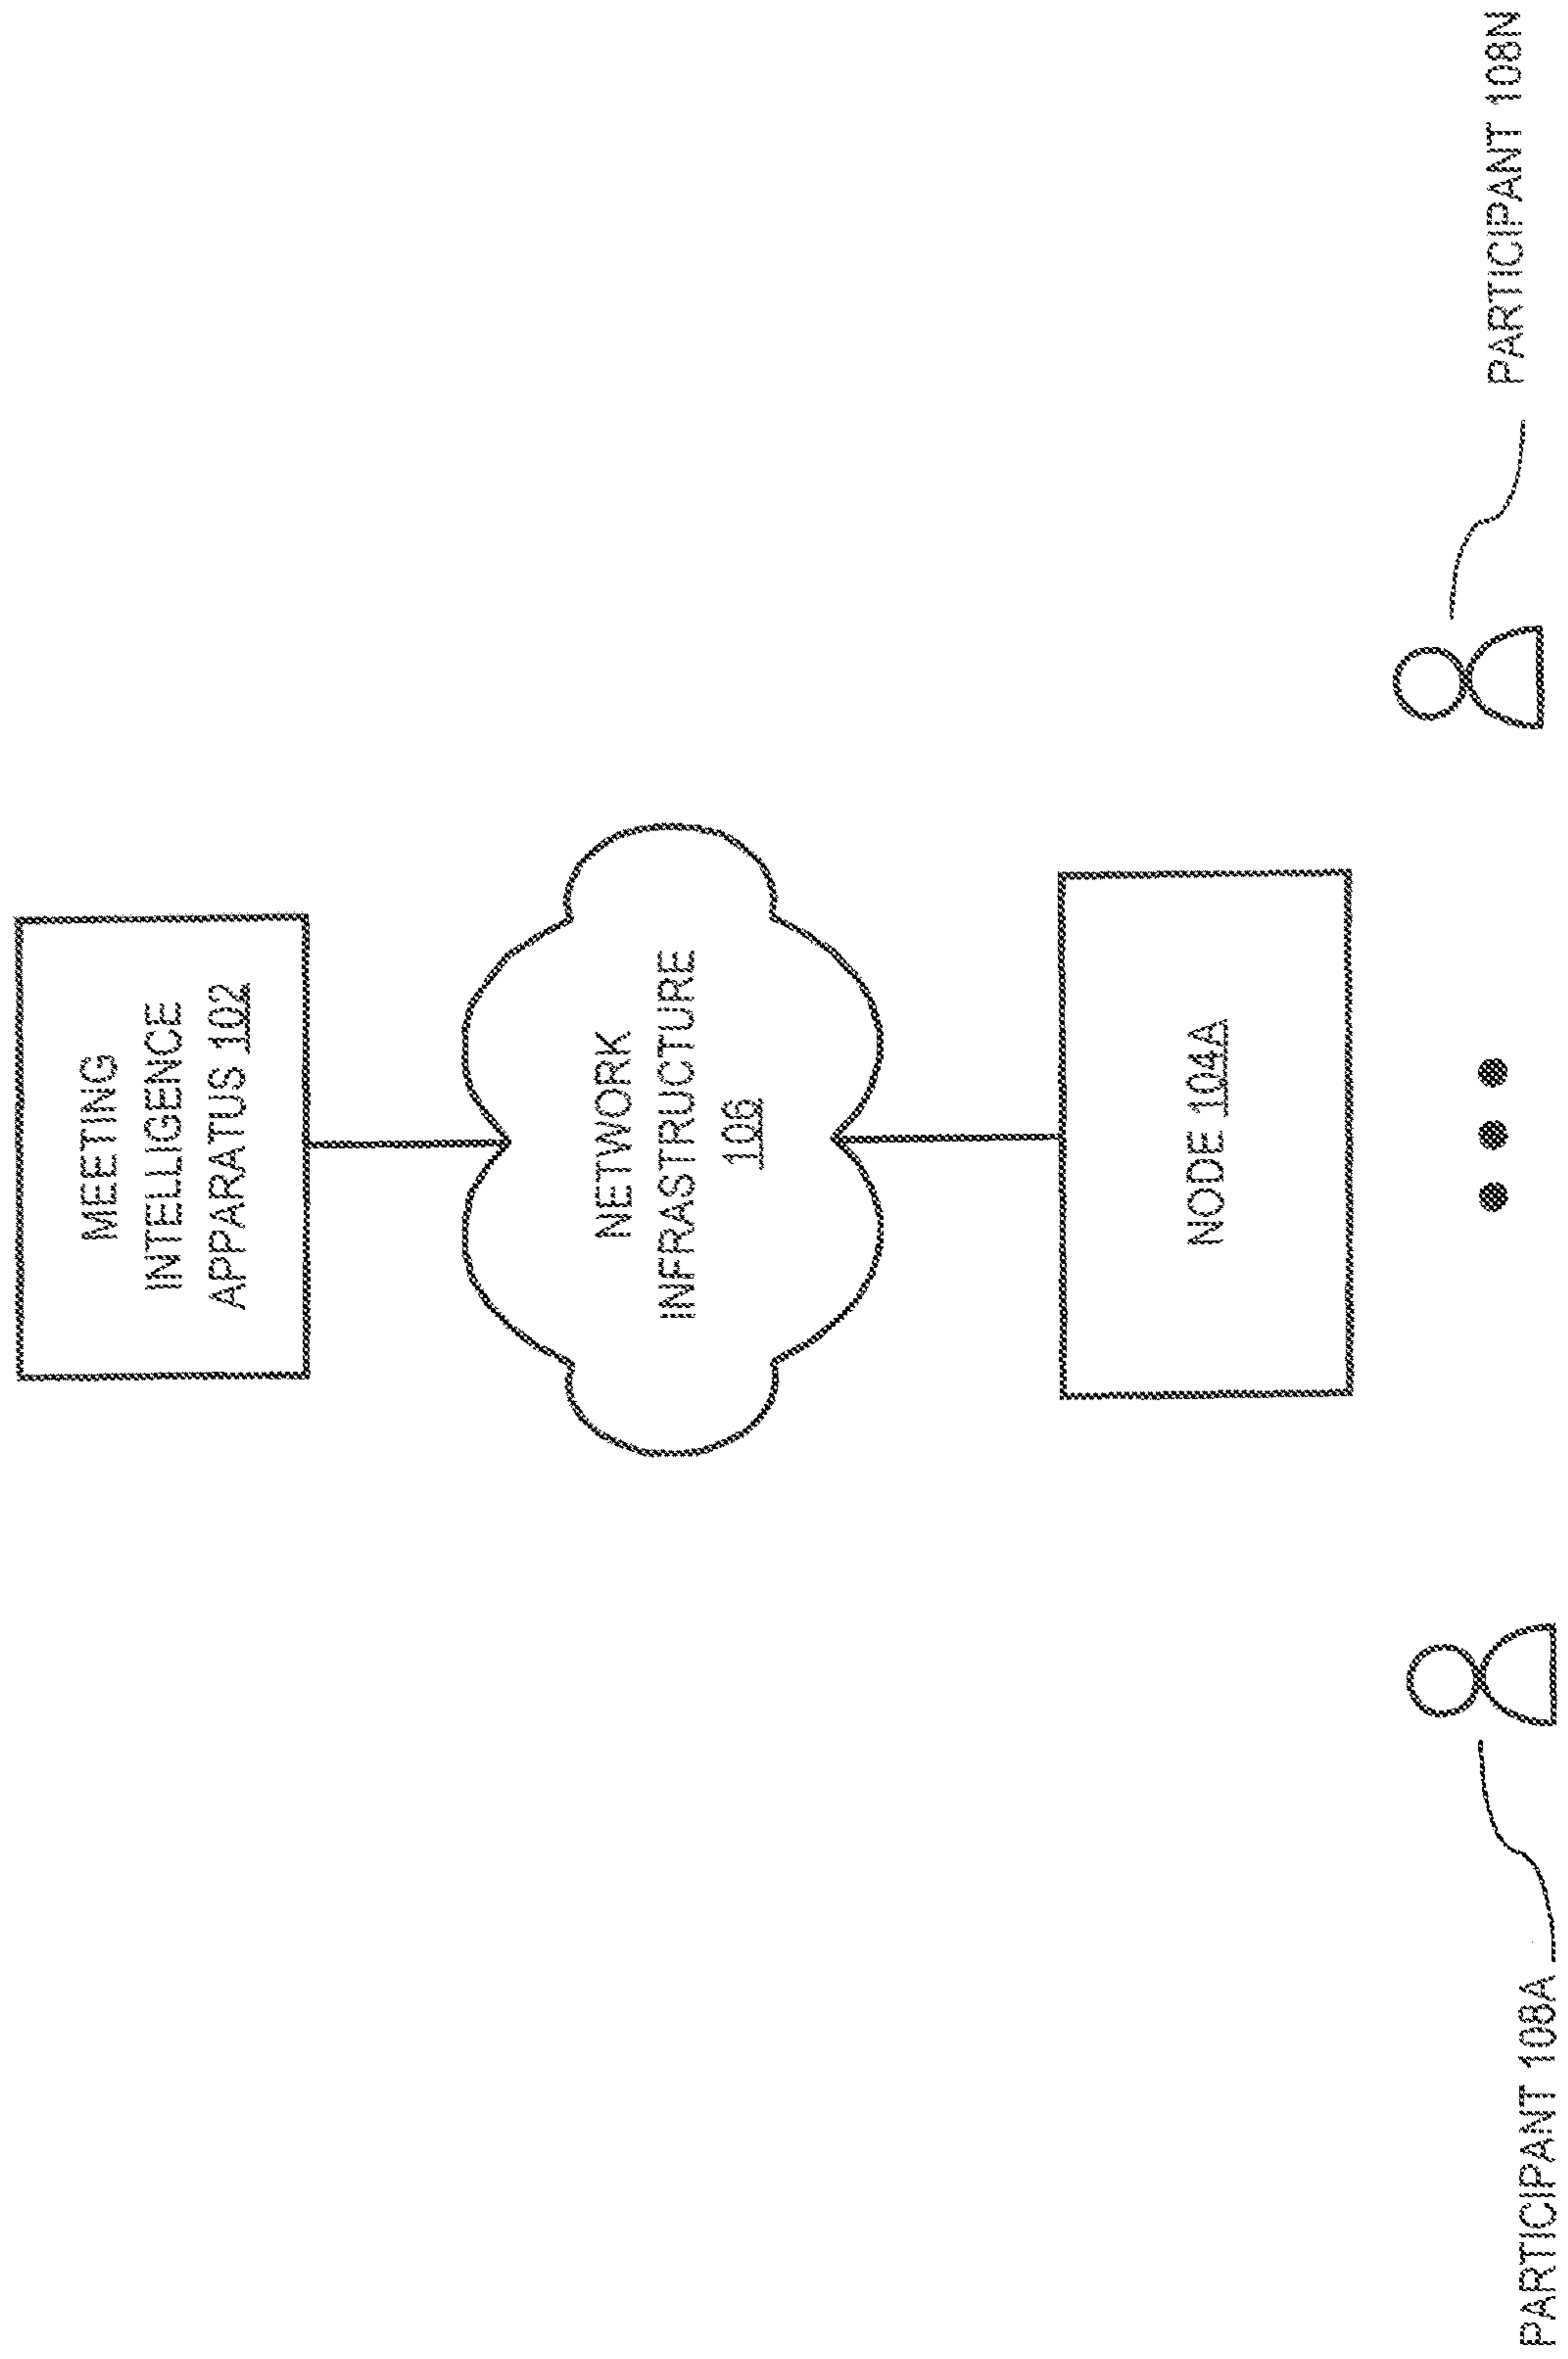 MEETING
INTELLIGENCE
APPARATUS 102
NETWORK
INFRASTRUCTURE
106
NODE 104A
PARTICIPANT 108A
PARTICIPANT 108N